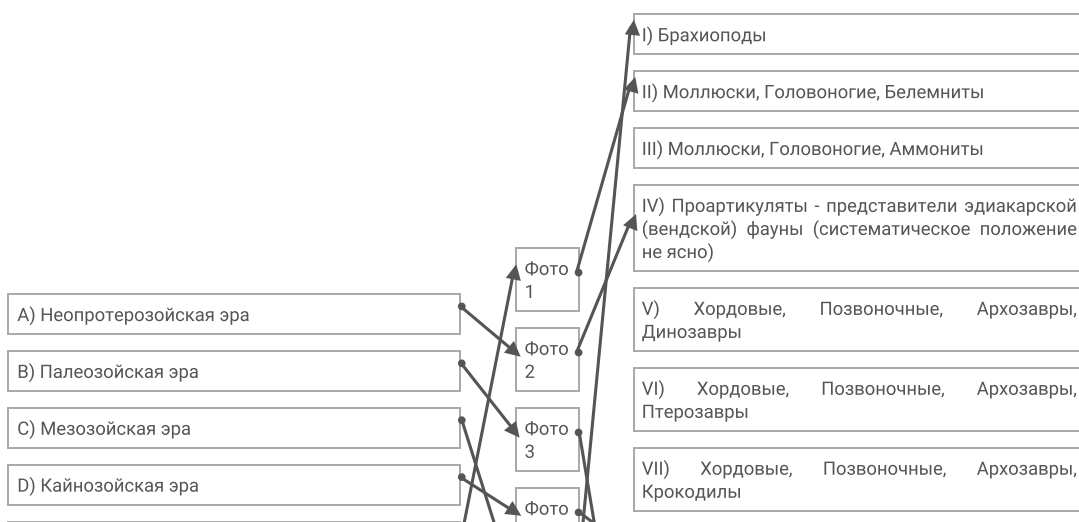 А) Неопротерозойская эра
В) Палеозойская эра
С) Мезозойская эра
D) Кайнозойская эра
Фото
1
Фото
2
Фото
3
Фото
I) Брахиоподы
II) Моллюски, Головоногие, Белемниты
III) Моллюски, Головоногие, Аммониты
IV) Проартикуляты - представители эдиакарской
(вендской) фауны (систематическое положение
не ясно)
V) Хордовые, Позвоночные, Архозавры,
Динозавры
VI) Хордовые, Позвоночные, Архозавры,
Птерозавры
VII) Хордовые, Позвоночные, Архозавры,
Крокодилы